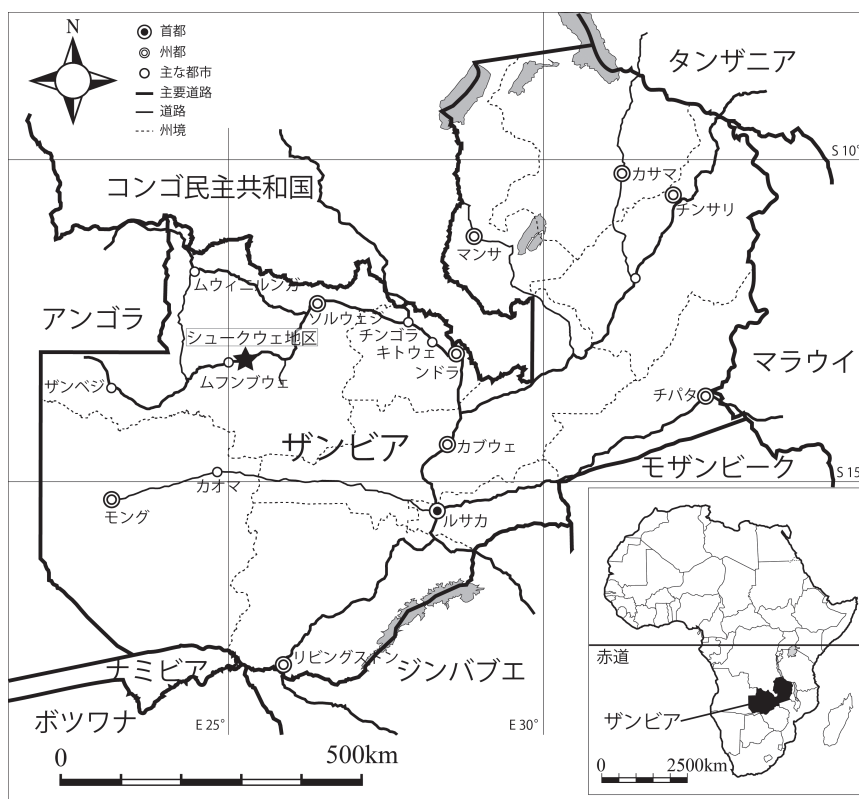 N
首都
州都
主な都市
主要道路
道路
州境
タンザニア
S 10°
コンゴ民主共和国
カサマ
チンサリ
マンサ
ムウィニルンガ
アンゴラ
ソルウェジ
シュークウェ地区
チンゴラ
キトウェ
ンドラ
マラウイ
ザンベジ
ムフンブウェ
チパタ
ザンビア
カブウェ
モザンビーク
S 15°
カオマ
モング
ルサカ
赤道
リビングストン
ナミビア
ジンバブエ
ボツワナ
E 25°
E 30°
ザンビア
0 500km
0 2500km